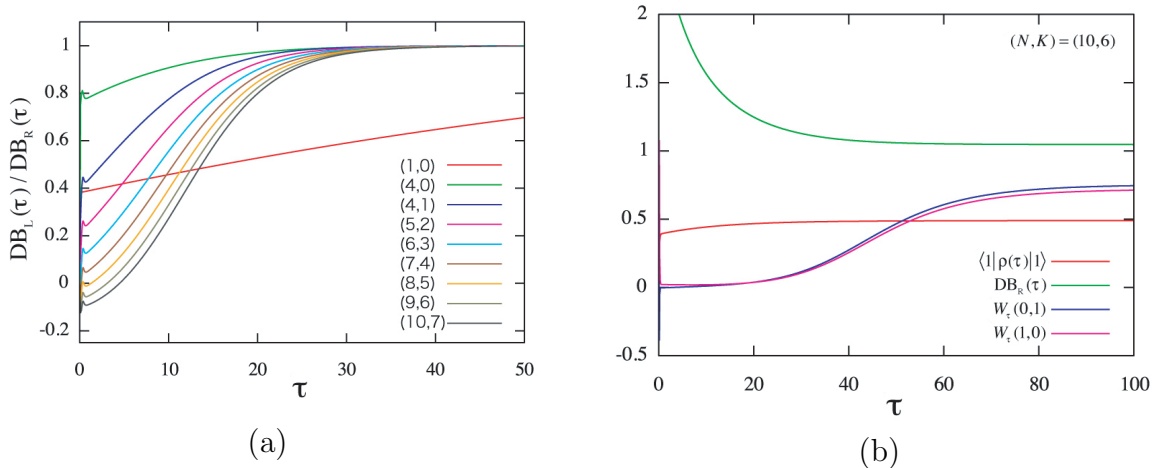 DB_L(τ) / DB_R(τ)
1
0.8
0.6
0.4
0.2
0
-0.2
0 10 20 30 40 50
τ
(1,0)
(4,0)
(4,1)
(5,2)
(6,3)
(7,4)
(8,5)
(9,6)
(10,7)
(a)
2
1.5
1
0.5
0
-0.5
0 20 40 60 80 100
τ
(N,K)=(10,6)
⟨1|ρ(τ)|1⟩
DB_R(τ)
W_τ(0,1)
W_τ(1,0)
(b)